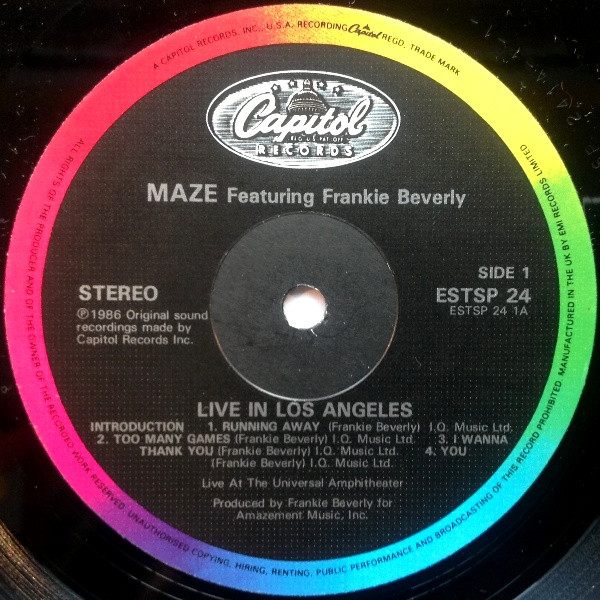 A CAPITOL RECORDS, INC., U.S.A. RECORDING Capitol REGD. TRADE MARK
Capitol
REG. U.S. PAT. OFF.
RECORDS
MAZE Featuring Frankie Beverly
STEREO
℗1986 Original sound
recordings made by
Capitol Records Inc.
SIDE 1
ESTSP 24
ESTSP 24 1A
LIVE IN LOS ANGELES
INTRODUCTION 1. RUNNING AWAY (Frankie Beverly) I.Q. Music Ltd.
2. TOO MANY GAMES (Frankie Beverly) I.Q. Music Ltd. 3. I WANNA
THANK YOU (Frankie Beverly) I.Q. Music Ltd. 4. YOU
(Frankie Beverly) I.Q. Music Ltd.
Live At The Universal Amphitheater
Produced by Frankie Beverly for
Amazement Music, Inc.
ALL RIGHTS OF THE PRODUCER AND OF THE OWNER OF THE RECORDED WORK RESERVED. UNAUTHORISED COPYING, HIRING, RENTING, PUBLIC PERFORMANCE AND BROADCASTING OF THIS RECORD PROHIBITED. MANUFACTURED IN THE UK BY EMI RECORDS LIMITED